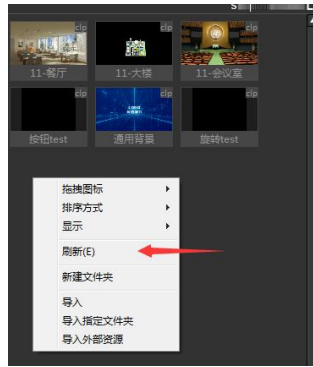 S
clip clip clip
11-餐厅 11-大楼 11-会议室
clip clip clip
按钮test 通用背景 旋转test
拖拽图标
排序方式
显示
刷新(E)
新建文件夹
导入
导入指定文件夹
导入外部资源